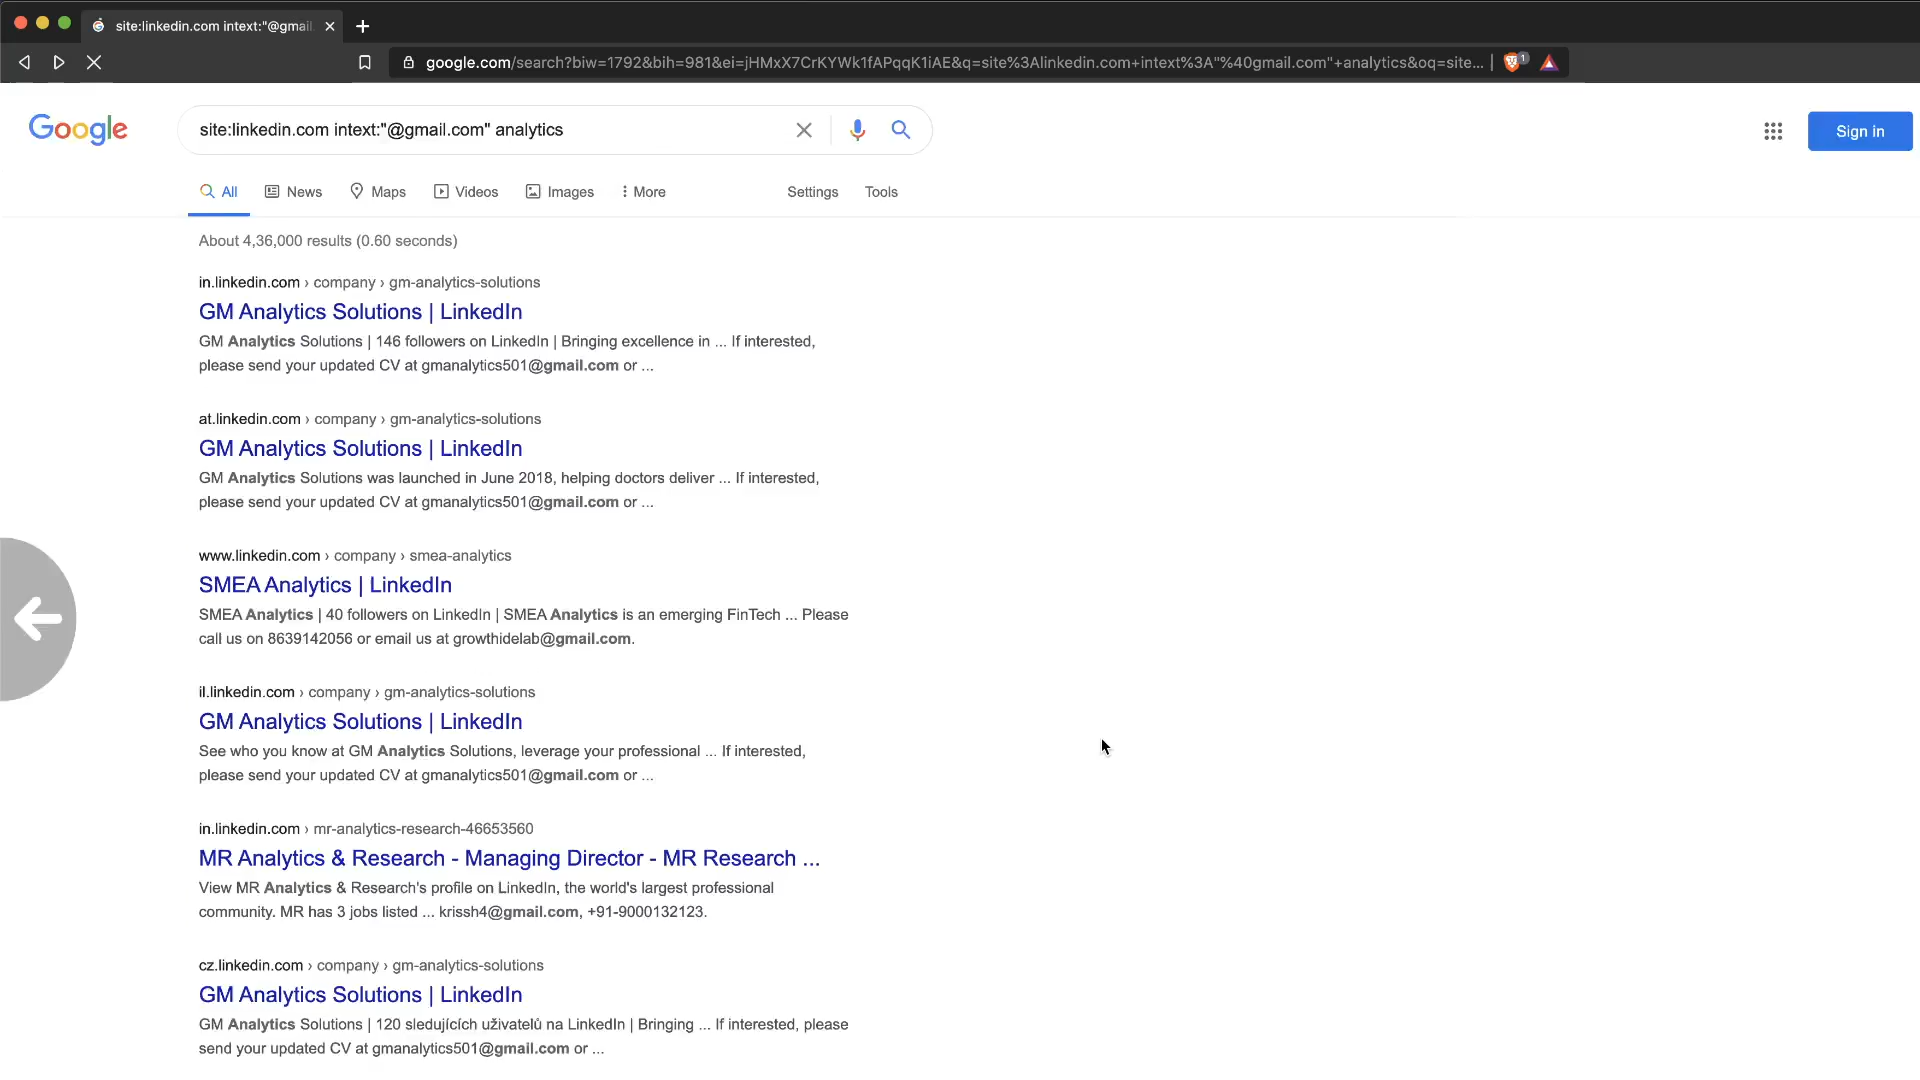 site:linkedin.com intext:"@gmail.
google.com/search?biw=1792&bih=981&ei=jHMxX7CrKYWk1fAPqqK1iAE&q=site%3Alinkedin.com+intext%3A"%40gmail.com"+analytics&oq=site... 1
Google
site:linkedin.com intext:"@gmail.com" analytics
Sign in
All News Maps Videos Images More Settings Tools
About 4,36,000 results (0.60 seconds)
in.linkedin.com › company › gm-analytics-solutions
GM Analytics Solutions | LinkedIn
GM Analytics Solutions | 146 followers on LinkedIn | Bringing excellence in ... If interested,
please send your updated CV at gmanalytics501@gmail.com or ...
at.linkedin.com › company › gm-analytics-solutions
GM Analytics Solutions | LinkedIn
GM Analytics Solutions was launched in June 2018, helping doctors deliver ... If interested,
please send your updated CV at gmanalytics501@gmail.com or ...
www.linkedin.com › company › smea-analytics
SMEA Analytics | LinkedIn
SMEA Analytics | 40 followers on LinkedIn | SMEA Analytics is an emerging FinTech ... Please
call us on 8639142056 or email us at growthidelab@gmail.com.
il.linkedin.com › company › gm-analytics-solutions
GM Analytics Solutions | LinkedIn
See who you know at GM Analytics Solutions, leverage your professional ... If interested,
please send your updated CV at gmanalytics501@gmail.com or ...
in.linkedin.com › mr-analytics-research-46653560
MR Analytics & Research - Managing Director - MR Research ...
View MR Analytics & Research's profile on LinkedIn, the world's largest professional
community. MR has 3 jobs listed ... krissh4@gmail.com, +91-9000132123.
cz.linkedin.com › company › gm-analytics-solutions
GM Analytics Solutions | LinkedIn
GM Analytics Solutions | 120 sledujících uživatelů na LinkedIn | Bringing ... If interested, please
send your updated CV at gmanalytics501@gmail.com or ...